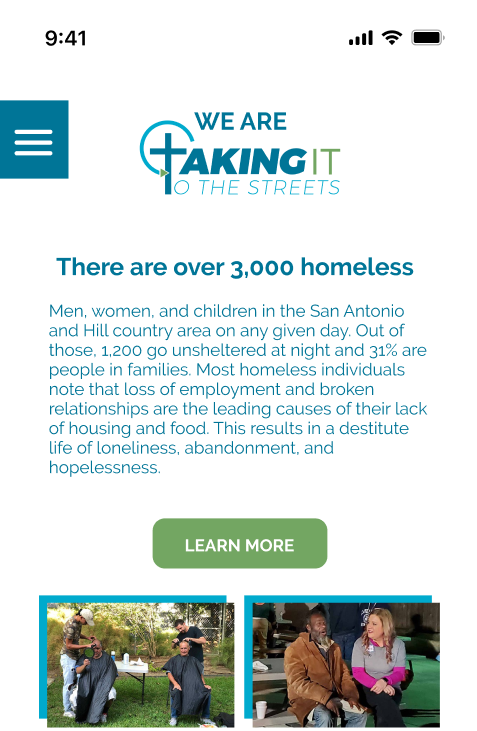 9:41
WE ARE
TAKING IT
TO THE STREETS
There are over 3,000 homeless
Men, women, and children in the San Antonio
and Hill country area on any given day. Out of
those, 1,200 go unsheltered at night and 31% are
people in families. Most homeless individuals
note that loss of employment and broken
relationships are the leading causes of their lack
of housing and food. This results in a destitute
life of loneliness, abandonment, and
hopelessness.
LEARN MORE